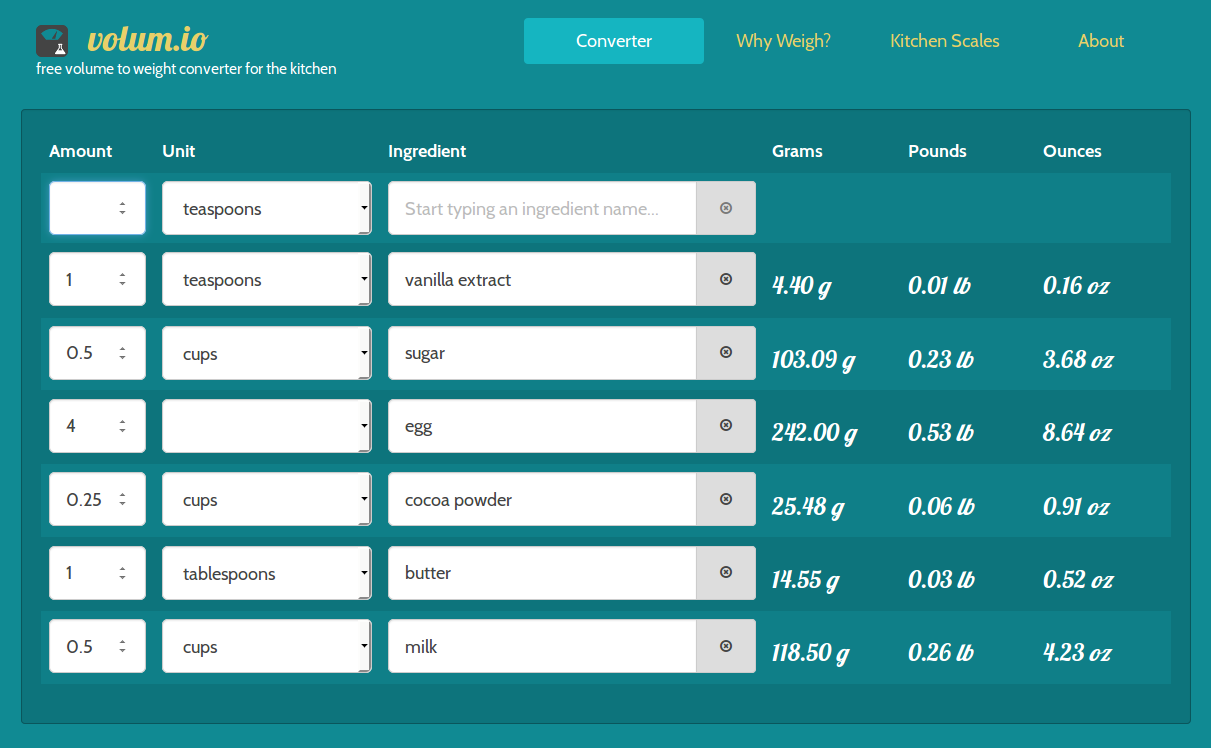 volum.io
free volume to weight converter for the kitchen
Converter Why Weigh? Kitchen Scales About
Amount Unit Ingredient Grams Pounds Ounces
teaspoons Start typing an ingredient name...
1 teaspoons vanilla extract 4.40 g 0.01 lb 0.16 oz
0.5 cups sugar 103.09 g 0.23 lb 3.68 oz
4 egg 242.00 g 0.53 lb 8.64 oz
0.25 cups cocoa powder 25.48 g 0.06 lb 0.91 oz
1 tablespoons butter 14.55 g 0.03 lb 0.52 oz
0.5 cups milk 118.50 g 0.26 lb 4.23 oz